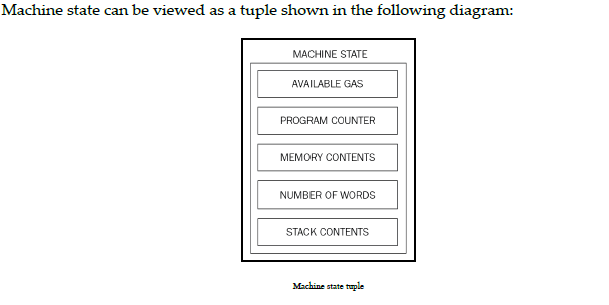 Machine state can be viewed as a tuple shown in the following diagram:
MACHINE STATE
AVAILABLE GAS
PROGRAM COUNTER
MEMORY CONTENTS
NUMBER OF WORDS
STACK CONTENTS
Machine state tuple